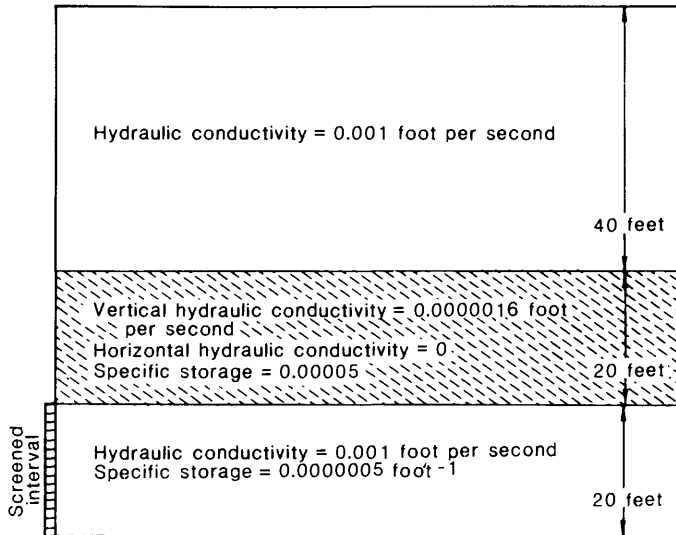 Hydraulic conductivity = 0.001 foot per second
40 feet
Vertical hydraulic conductivity = 0.0000016 foot
per second
Horizontal hydraulic conductivity = 0
Specific storage = 0.00005
20 feet
Screened
interval
Hydraulic conductivity = 0.001 foot per second
Specific storage = 0.0000005 foot-1
20 feet